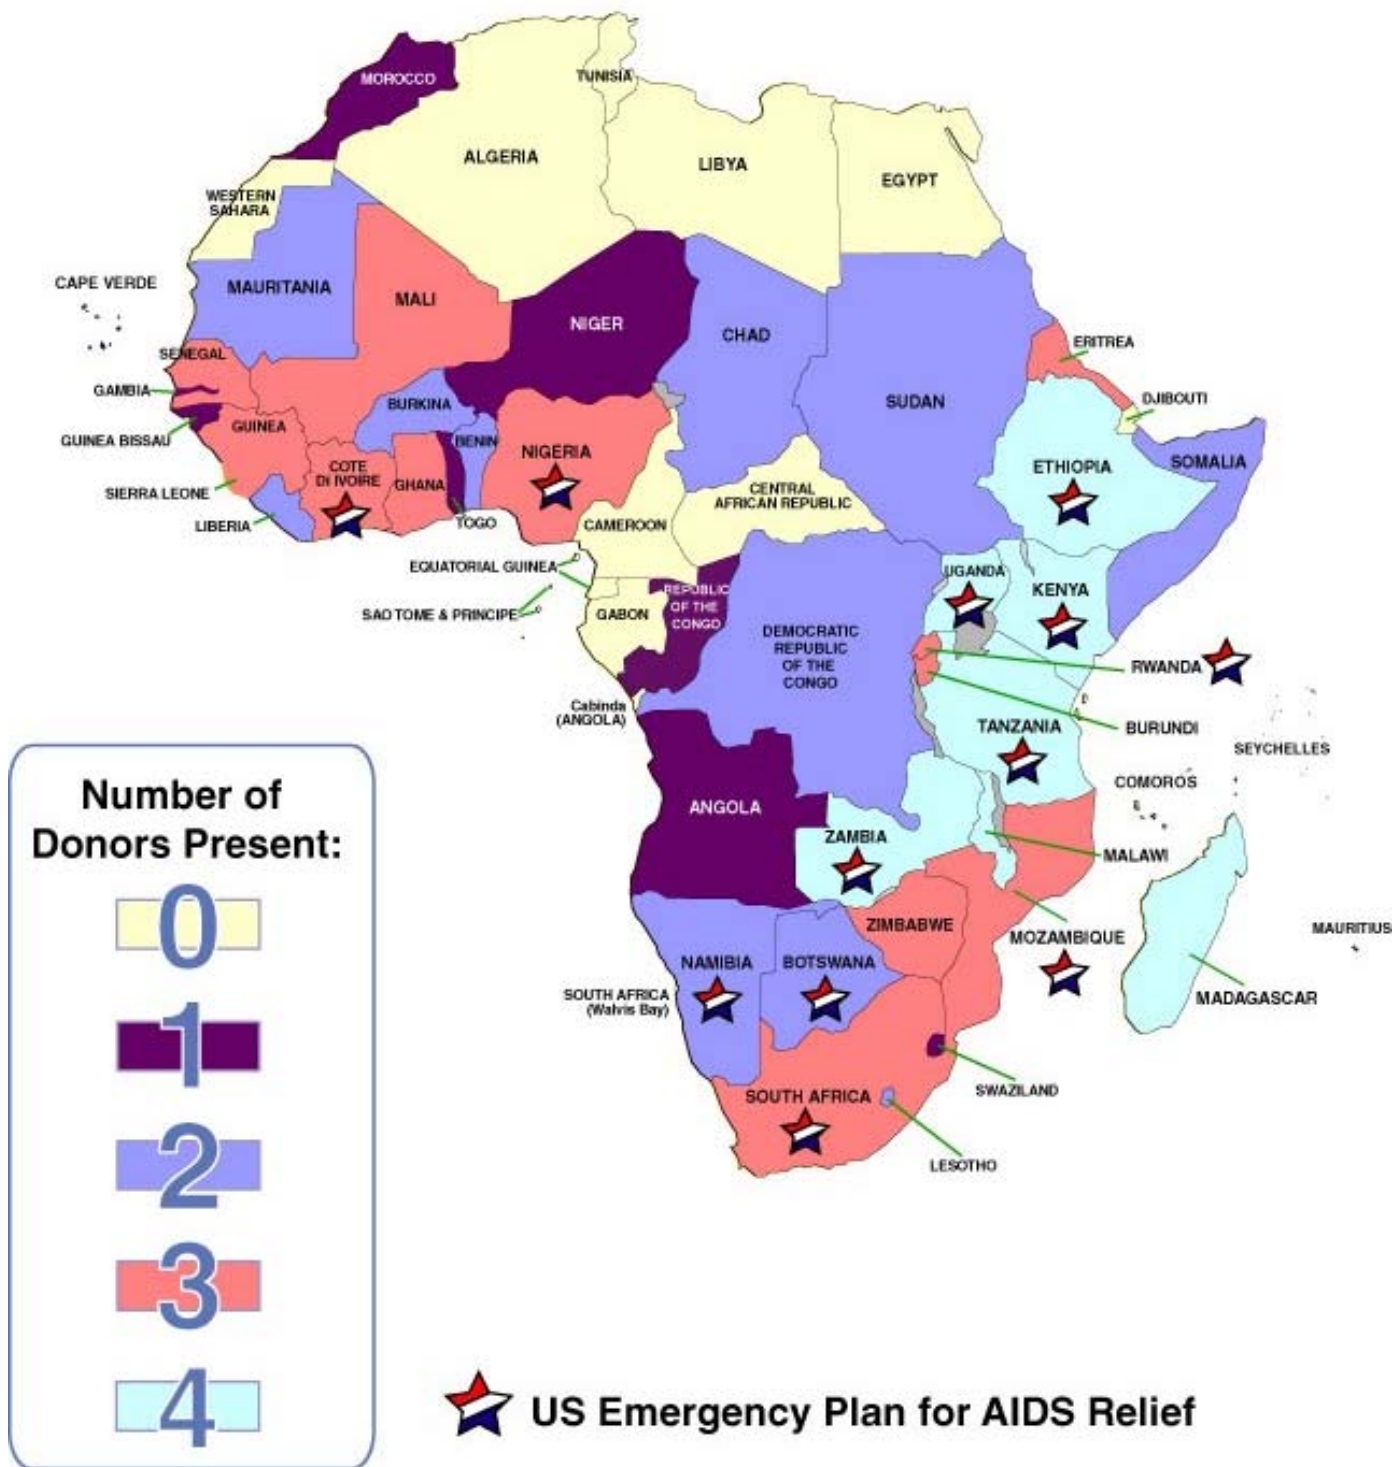 MOROCCO
TUNISIA
ALGERIA
LIBYA
EGYPT
WESTERN
SAHARA
CAPE VERDE
MAURITANIA
MALI
NIGER
CHAD
SUDAN
ERITREA
SENEGAL
GAMBIA
DJIBOUTI
BURKINA
GUINEA
GUINEA BISSAU
BENIN
NIGERIA
ETHIOPIA
SOMALIA
COTE
Di IVOIRE
GHANA
SIERRA LEONE
CENTRAL
AFRICAN REPUBLIC
LIBERIA
TOGO
CAMEROON
EQUATORIAL GUINEA
UGANDA
KENYA
REPUBLIC
OF THE
CONGO
SAO TOME & PRINCIPE
GABON
DEMOCRATIC
REPUBLIC
OF THE
CONGO
RWANDA
Cabinda
(ANGOLA)
TANZANIA
BURUNDI
SEYCHELLES
COMOROS
ANGOLA
ZAMBIA
MALAWI
ZIMBABWE
MOZAMBIQUE
MAURITIUS
NAMIBIA
BOTSWANA
SOUTH AFRICA
(Walvis Bay)
MADAGASCAR
SWAZILAND
SOUTH AFRICA
LESOTHO
Number of
Donors Present:
0
1
2
3
4
US Emergency Plan for AIDS Relief